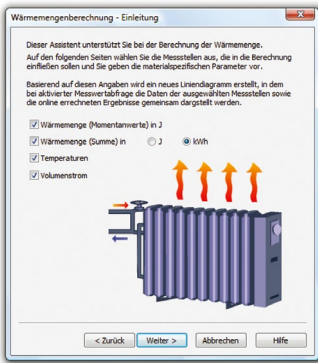 Wärmemengenberechnung - Einleitung
Dieser Assistent unterstützt Sie bei der Berechnung der Wärmemenge.
Auf den folgenden Seiten wählen Sie die Messstellen aus, die in die Berechnung
einfließen sollen und Sie geben die materialspezifischen Parameter vor.
Basierend auf diesen Angaben wird ein neues Liniendiagramm erstellt, in dem
bei aktivierter Messwertabfrage die Daten der ausgewählten Messstellen sowie
die online errechneten Ergebnisse gemeinsam dargstellt werden.
Wärmemenge (Momentanwerte) in J
Wärmemenge (Summe) in J kWh
Temperaturen
Volumenstrom
< Zurück Weiter > Abbrechen Hilfe